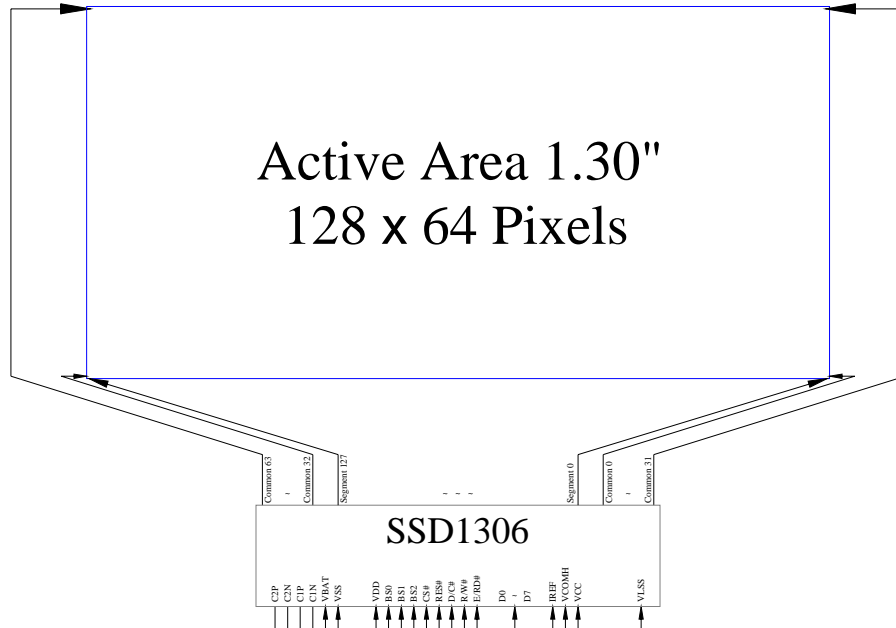 Active Area 1.30"
128 x 64 Pixels
Common 63
~
Common 32
Segment 127
~ ~ ~
Segment 0
Common 0
~
Common 31
SSD1306
C2P
C2N
C1P
C1N
VBAT
VSS
VDD
BS0
BS1
BS2
CS#
RES#
D/C#
R/W#
E/RD#
D0
~
D7
IREF
VCOMH
VCC
VLSS